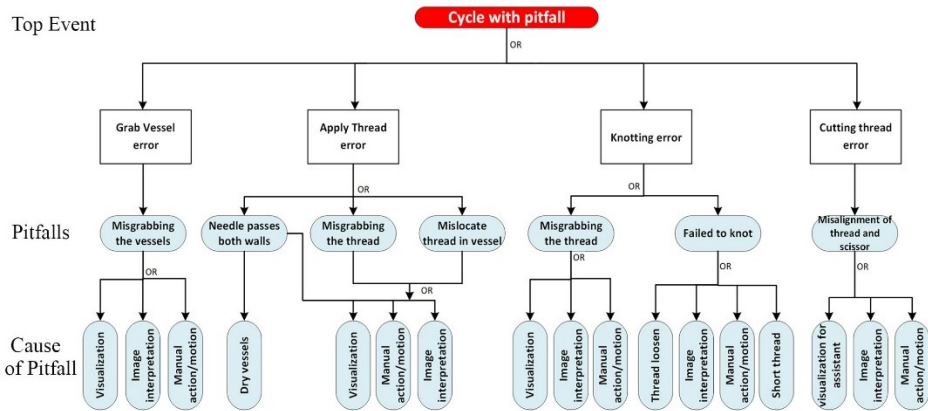 Top Event
Cycle with pitfall
OR
Grab Vessel
error
Apply Thread
error
Knotting error
Cutting thread
error
OR
OR
Pitfalls
Misgrabbing
the vessels
Needle passes
both walls
Misgrabbing
the thread
Mislocate
thread in vessel
Misgrabbing
the thread
Failed to knot
Misalignment of
thread and
scissor
OR
OR
OR
OR
OR
Cause
of Pitfall
Visualization
Image
interpretation
Manual
action/motion
Dry vessels
Visualization
Manual
action/motion
Image
interpretation
Visualization
Image
interpretation
Manual
action/motion
Thread loosen
Image
interpretation
Manual
action/motion
Short thread
visualization for
assistant
Image
interpretation
Manual
action/motion